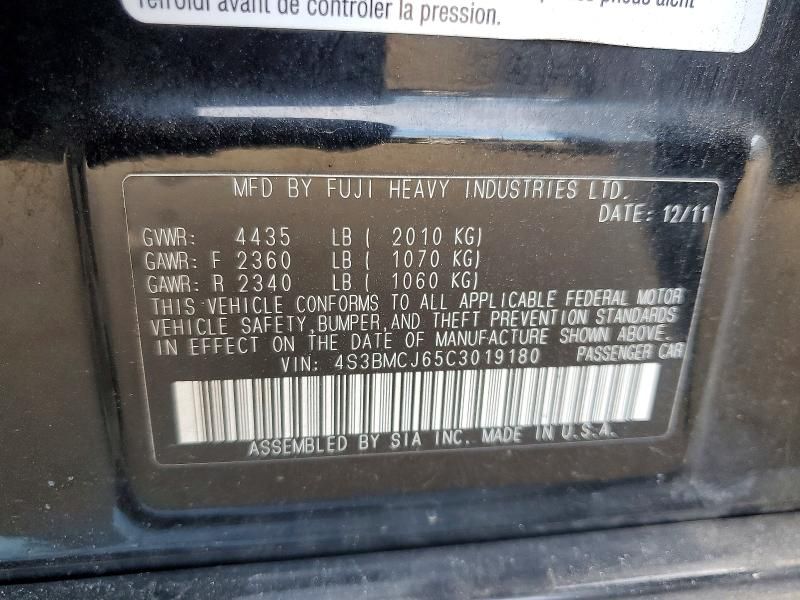 refroidi avant de contrôler la pression.
MFD BY FUJI HEAVY INDUSTRIES LTD.
DATE: 12/11
GVWR: 4435 LB ( 2010 KG)
GAWR: F 2360 LB ( 1070 KG)
GAWR: R 2340 LB ( 1060 KG)
THIS VEHICLE CONFORMS TO ALL APPLICABLE FEDERAL MOTOR
VEHICLE SAFETY, BUMPER, AND THEFT PREVENTION STANDARDS
IN EFFECT ON THE DATE OF MANUFACTURE SHOWN ABOVE.
VIN: 4S3BMCJ65C3019180 PASSENGER CAR
ASSEMBLED BY SIA INC. MADE IN U.S.A.